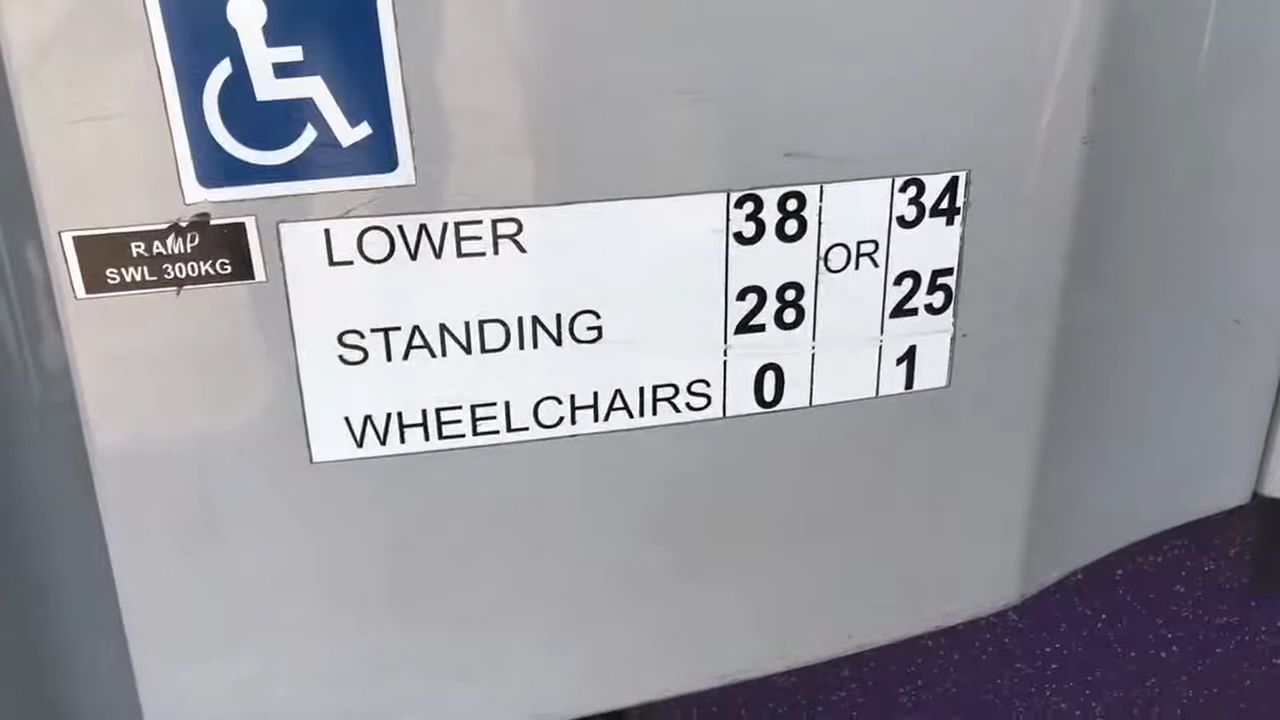 RAMP
SWL 300KG
LOWER 38 OR 34
STANDING 28 25
WHEELCHAIRS 0 1